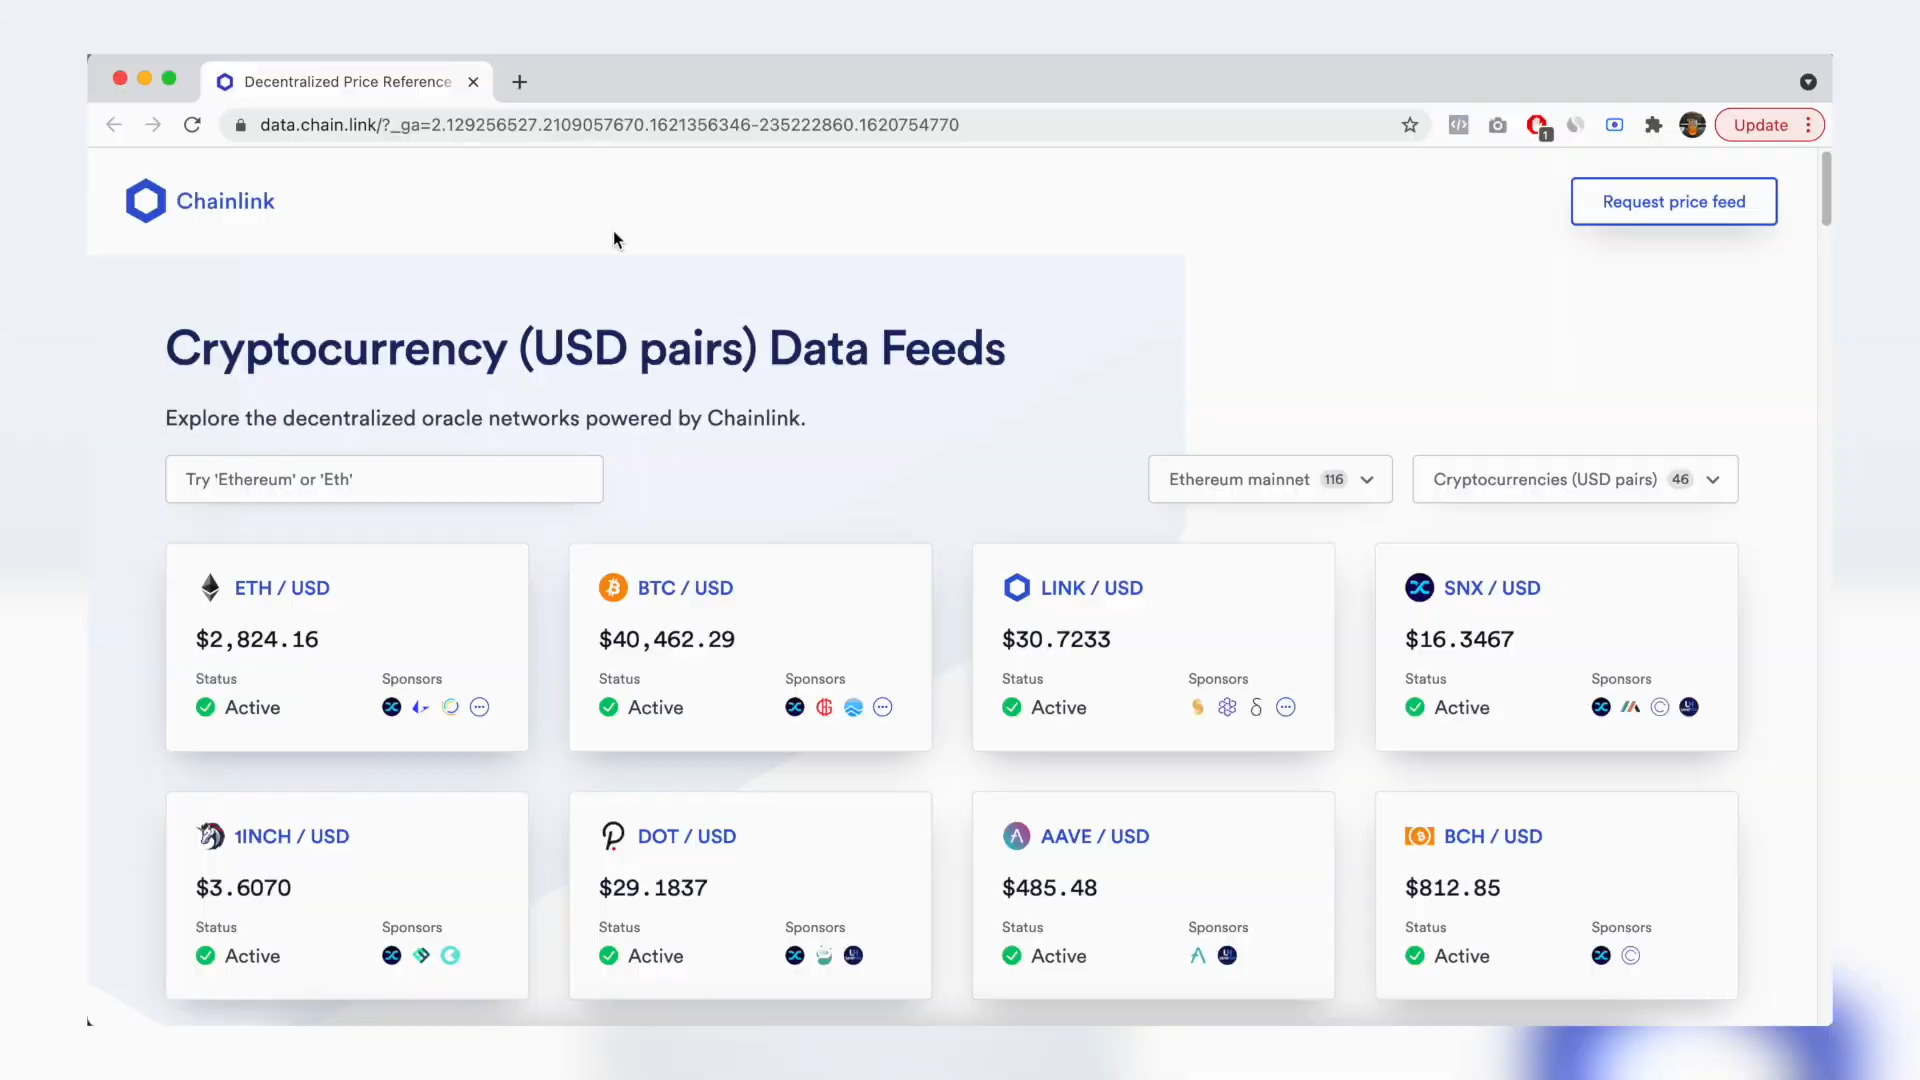 Decentralized Price Reference
data.chain.link/?_ga=2.129256527.2109057670.1621356346-235222860.1620754770
1
Update
Chainlink
Request price feed
Cryptocurrency (USD pairs) Data Feeds
Explore the decentralized oracle networks powered by Chainlink.
Try 'Ethereum' or 'Eth'
Ethereum mainnet 116
Cryptocurrencies (USD pairs) 46
ETH / USD
$2,824.16
Status Sponsors
Active
BTC / USD
$40,462.29
Status Sponsors
Active
LINK / USD
$30.7233
Status Sponsors
Active
SNX / USD
$16.3467
Status Sponsors
Active
1INCH / USD
$3.6070
Status Sponsors
Active
DOT / USD
$29.1837
Status Sponsors
Active
AAVE / USD
$485.48
Status Sponsors
Active
BCH / USD
$812.85
Status Sponsors
Active